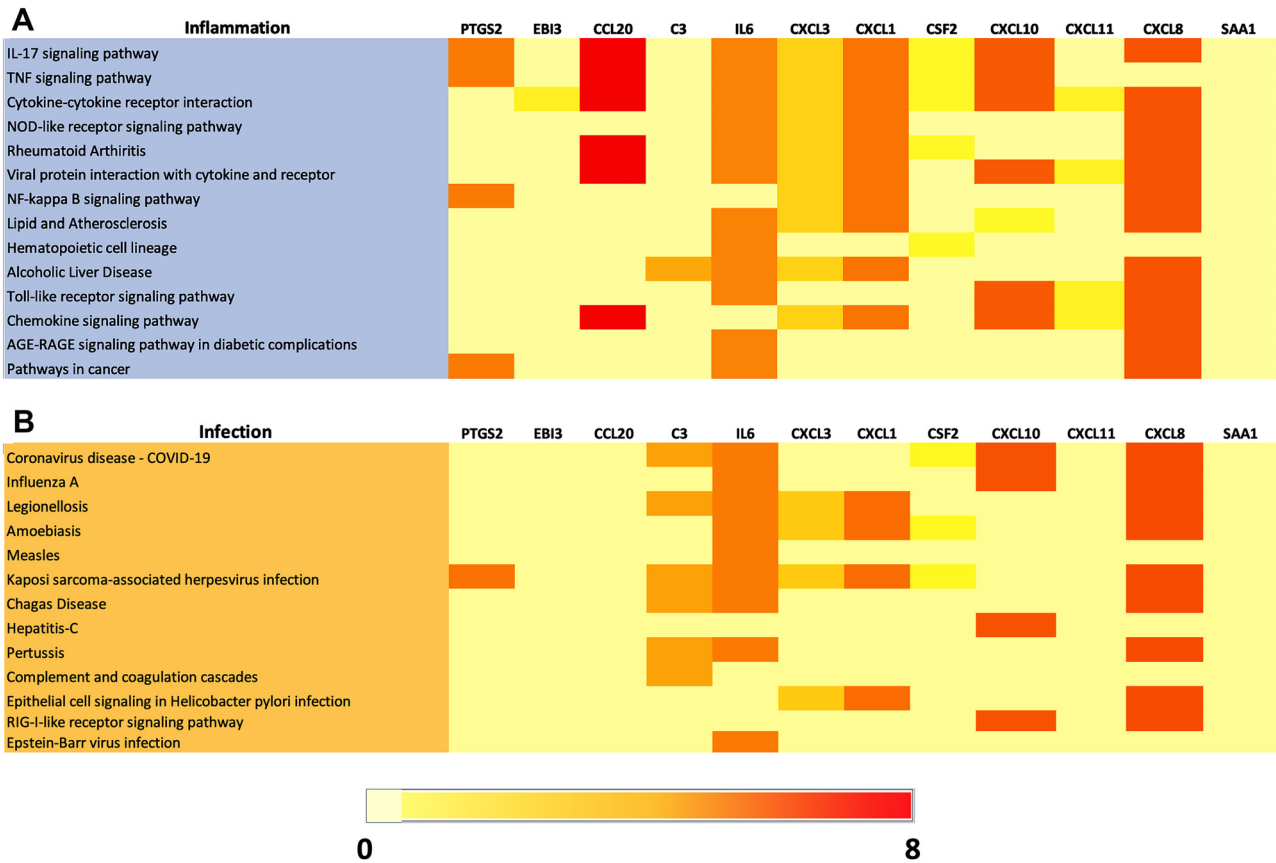 A
Inflammation PTGS2 EBI3 CCL20 C3 IL6 CXCL3 CXCL1 CSF2 CXCL10 CXCL11 CXCL8 SAA1
IL-17 signaling pathway
TNF signaling pathway
Cytokine-cytokine receptor interaction
NOD-like receptor signaling pathway
Rheumatoid Arthiritis
Viral protein interaction with cytokine and receptor
NF-kappa B signaling pathway
Lipid and Atherosclerosis
Hematopoietic cell lineage
Alcoholic Liver Disease
Toll-like receptor signaling pathway
Chemokine signaling pathway
AGE-RAGE signaling pathway in diabetic complications
Pathways in cancer
B
Infection PTGS2 EBI3 CCL20 C3 IL6 CXCL3 CXCL1 CSF2 CXCL10 CXCL11 CXCL8 SAA1
Coronavirus disease - COVID-19
Influenza A
Legionellosis
Amoebiasis
Measles
Kaposi sarcoma-associated herpesvirus infection
Chagas Disease
Hepatitis-C
Pertussis
Complement and coagulation cascades
Epithelial cell signaling in Helicobacter pylori infection
RIG-I-like receptor signaling pathway
Epstein-Barr virus infection
0 8